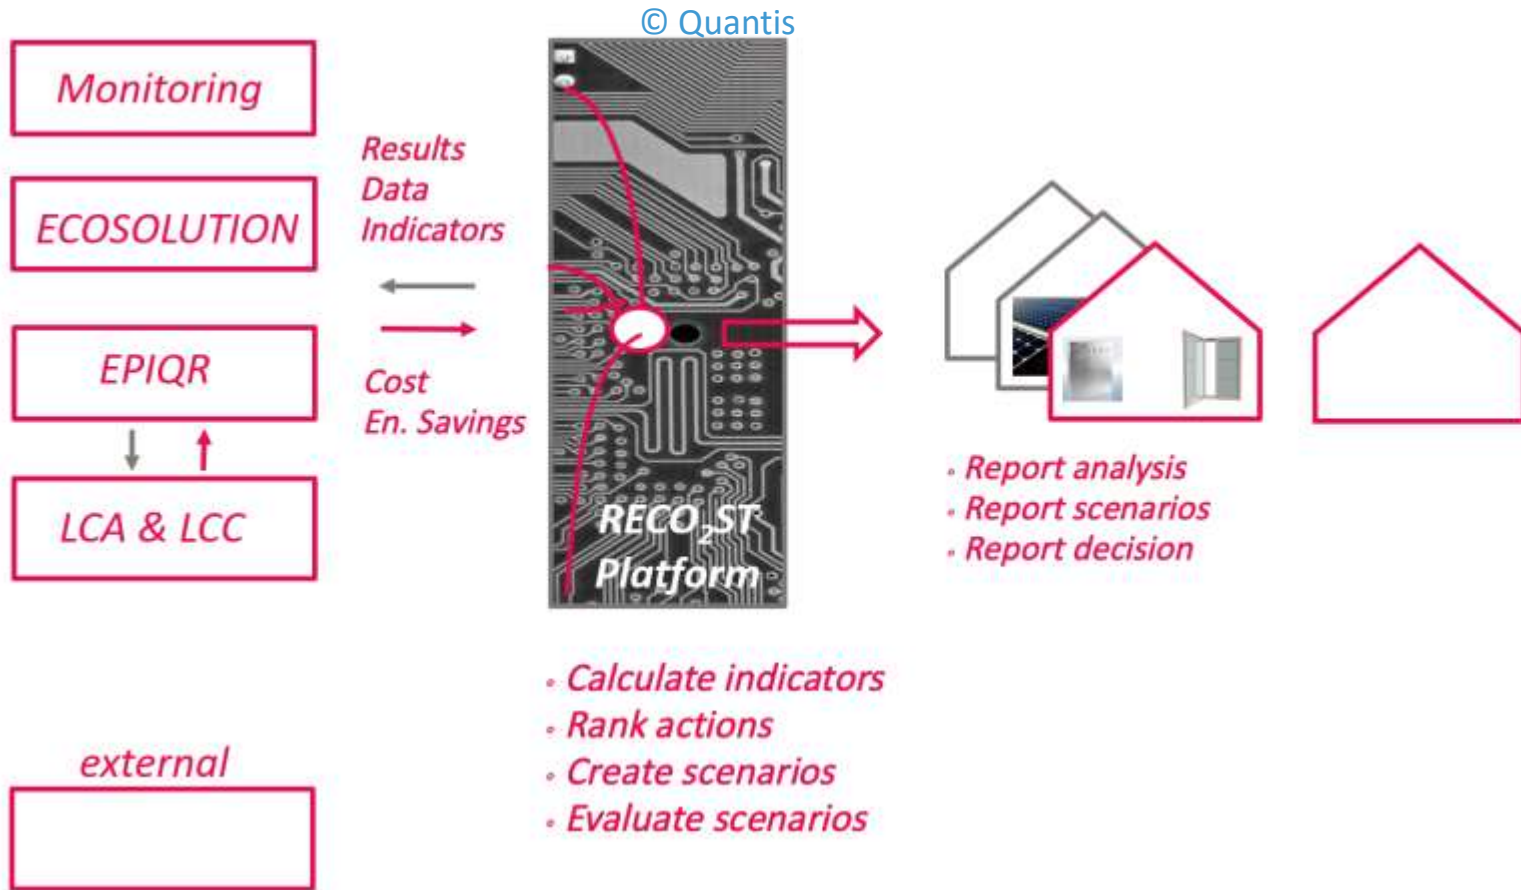 © Quantis
Monitoring
ECOSOLUTION
EPIQR
LCA & LCC
external
Results
Data
Indicators
Cost
En. Savings
RECO₂ST
Platform
Calculate indicators
Rank actions
Create scenarios
Evaluate scenarios
Report analysis
Report scenarios
Report decision